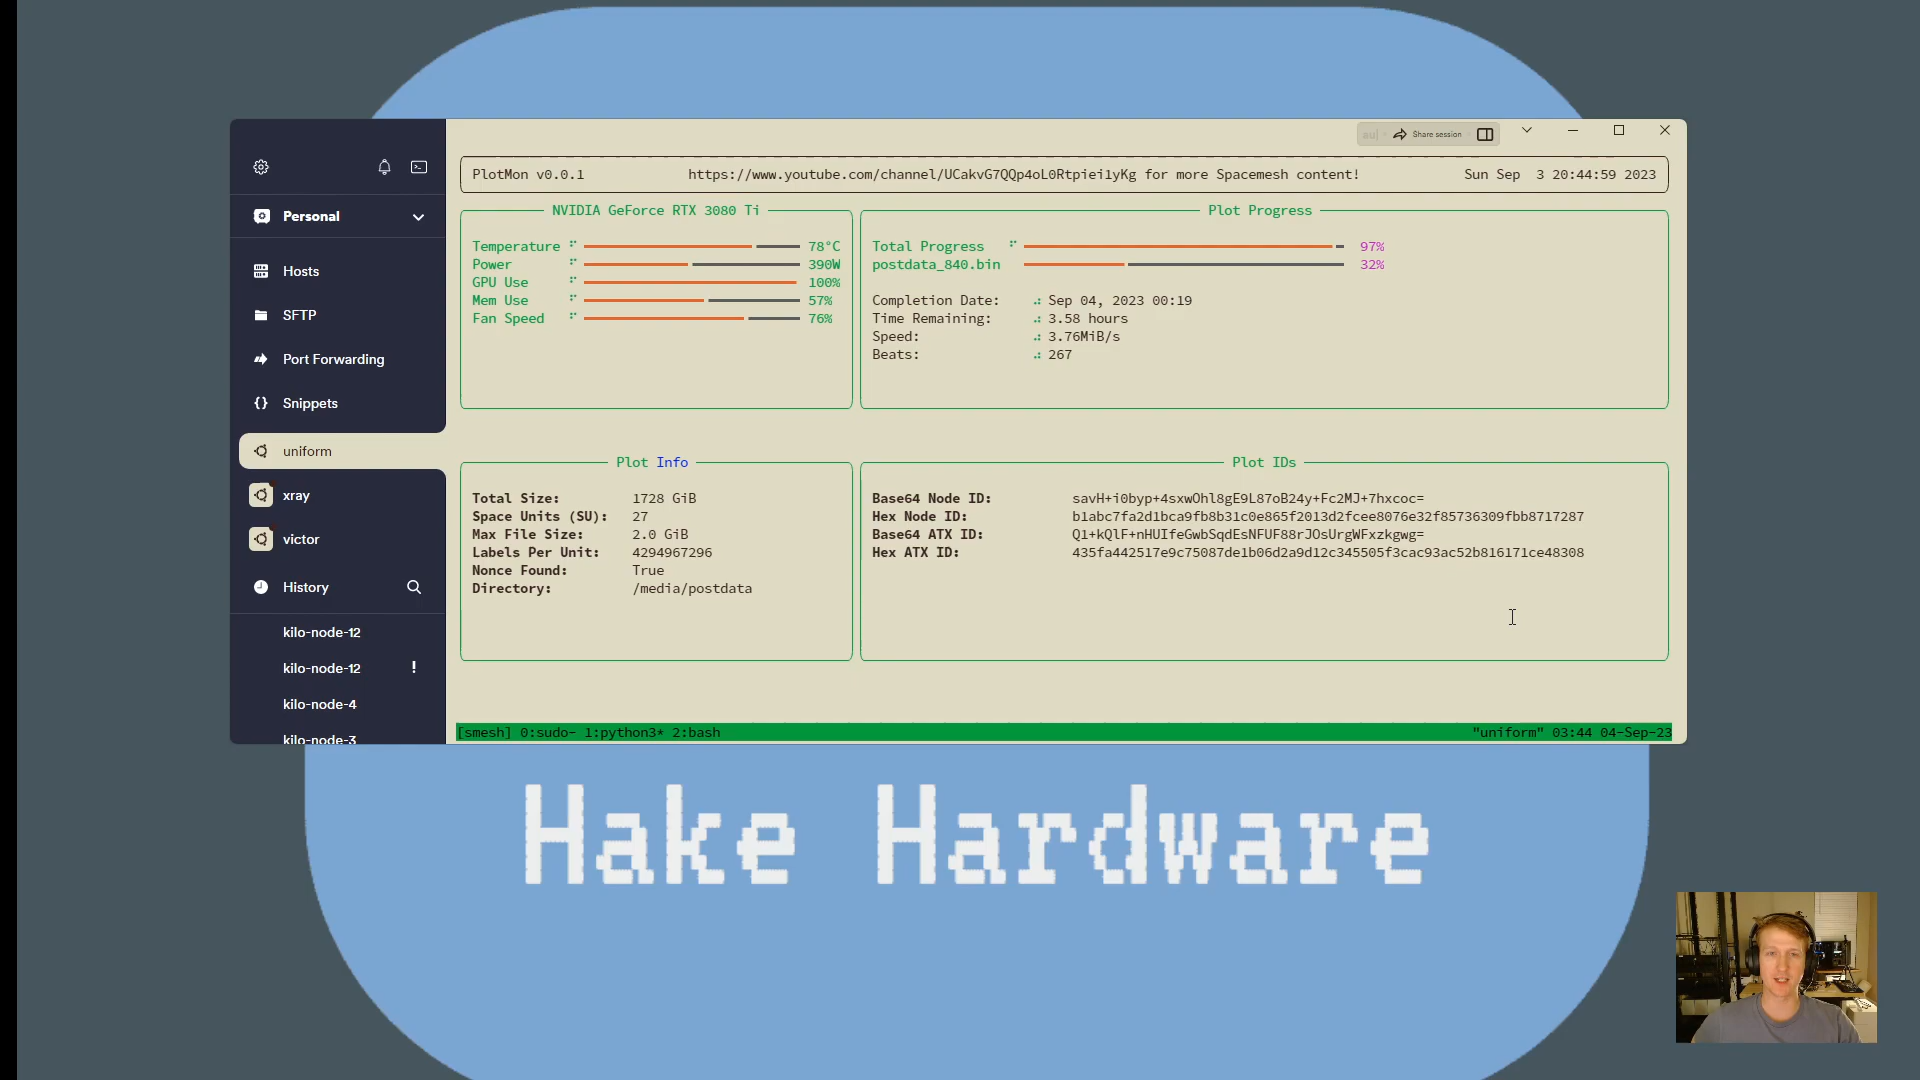 Share session
PlotMon v0.0.1 https://www.youtube.com/channel/UCakvG7QQp4oL0Rtpiei1yKg for more Spacemesh content! Sun Sep 3 20:44:59 2023
Personal
Hosts
SFTP
Port Forwarding
Snippets
uniform
xray
victor
History
kilo-node-12
kilo-node-12 !
kilo-node-4
kilo-node-3
NVIDIA GeForce RTX 3080 Ti
Temperature 78°C
Power 390W
GPU Use 100%
Mem Use 57%
Fan Speed 76%
Plot Progress
Total Progress 97%
postdata_840.bin 32%
Completion Date: Sep 04, 2023 00:19
Time Remaining: 3.58 hours
Speed: 3.76MiB/s
Beats: 267
Plot Info
Total Size: 1728 GiB
Space Units (SU): 27
Max File Size: 2.0 GiB
Labels Per Unit: 4294967296
Nonce Found: True
Directory: /media/postdata
Plot IDs
Base64 Node ID: savH+i0byp+4sxwOhl8gE9L87oB24y+Fc2MJ+7hxcoc=
Hex Node ID: b1abc7fa2d1bca9fb8b31c0e865f2013d2fcee8076e32f85736309fbb8717287
Base64 ATX ID: Q1+kQlF+nHUIfeGwbSqdEsNFUF88rJOsUrgWFxzkgwg=
Hex ATX ID: 435fa442517e9c75087de1b06d2a9d12c345505f3cac93ac52b816171ce48308
[smesh] 0:sudo- 1:python3* 2:bash "uniform" 03:44 04-Sep-23
Hake Hardware